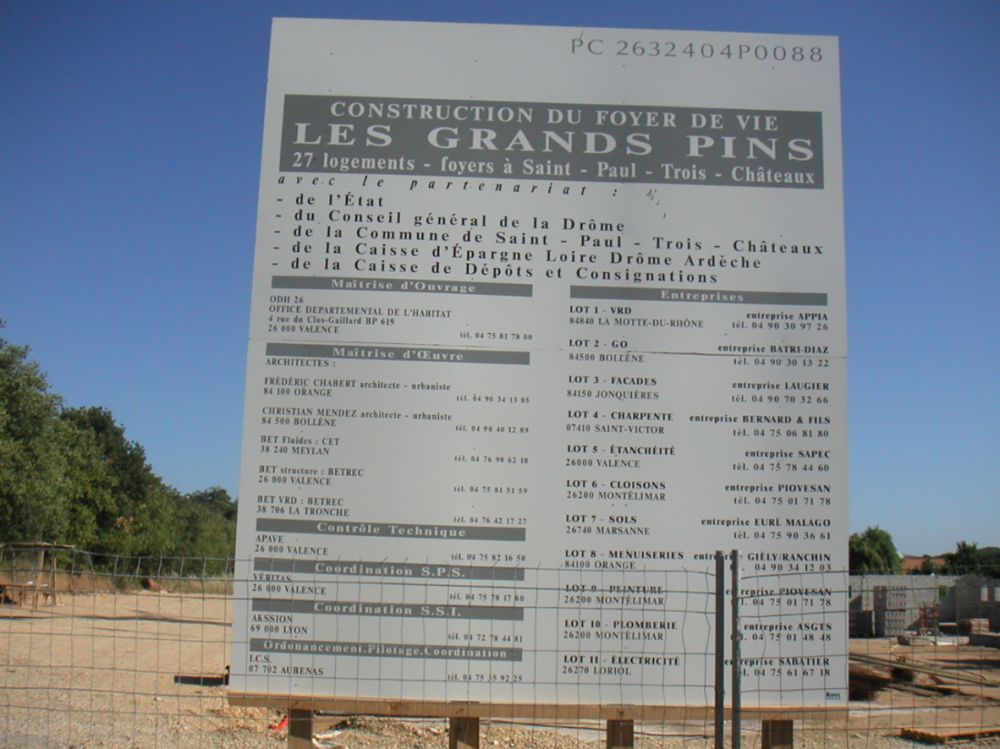 PC 2632404P0088
CONSTRUCTION DU FOYER DE VIE
LES GRANDS PINS
27 logements - foyers à Saint - Paul - Trois - Châteaux
avec le partenariat :
- de l'État
- du Conseil général de la Drôme
- de la Commune de Saint - Paul - Trois - Châteaux
- de la Caisse d'Épargne Loire Drôme Ardèche
- de la Caisse de Dépôts et Consignations
Maîtrise d'Ouvrage
ODH 26
OFFICE DEPARTEMENTAL DE L'HABITAT
4 rue du Clos-Gaillard BP 619
26 000 VALENCE
tél. 04 75 81 78 00
Maîtrise d'Œuvre
ARCHITECTES :
FRÉDÉRIC CHABERT architecte - urbaniste
84 100 ORANGE
tél. 04 90 34 13 85
CHRISTIAN MENDEZ architecte - urbaniste
84 500 BOLLÈNE
tél. 04 90 40 12 89
BET Fluides : CET
38 240 MEYLAN
tél. 04 76 90 62 18
BET structure : BETREC
26 000 VALENCE
tél. 04 75 81 51 59
BET VRD : BETREC
38 706 LA TRONCHE
tél. 04 76 42 17 27
Contrôle Technique
APAVE
26 000 VALENCE
tél. 04 75 82 16 50
Coordination S.P.S.
VÉRITAS
26 000 VALENCE
tél. 04 75 78 17 60
Coordination S.S.I.
AKSSION
69 000 LYON
tél. 04 72 78 44 81
Ordonancement.Pilotage.Coordination
I.C.S.
07 702 AUBENAS
tél. 04 75 35 92 25
Entreprises
LOT 1 - VRD entreprise APPIA
84840 LA MOTTE-DU-RHÔNE tél. 04 90 30 97 26
LOT 2 - GO entreprise BATRI-DIAZ
84500 BOLLÈNE tél. 04 90 30 13 22
LOT 3 - FACADES entreprise LAUGIER
84150 JONQUIÈRES tél. 04 90 70 32 66
LOT 4 - CHARPENTE entreprise BERNARD & FILS
07410 SAINT-VICTOR tél. 04 75 06 81 80
LOT 5 - ÉTANCHÉITÉ entreprise SAPEC
26000 VALENCE tél. 04 75 78 44 60
LOT 6 - CLOISONS entreprise PIOVESAN
26200 MONTÉLIMAR tél. 04 75 01 71 78
LOT 7 - SOLS entreprise EURL MALAGO
26740 MARSANNE tél. 04 75 90 36 61
LOT 8 - MENUISERIES entreprise GIÉLY/RANCHIN
84100 ORANGE tél. 04 90 34 12 03
LOT 9 - PEINTURE entreprise PIOVESAN
26200 MONTÉLIMAR tél. 04 75 01 71 78
LOT 10 - PLOMBERIE entreprise ASGTS
26200 MONTÉLIMAR tél. 04 75 01 48 48
LOT 11 - ÉLECTRICITÉ entreprise SABATIER
26270 LORIOL tél. 04 75 61 67 18